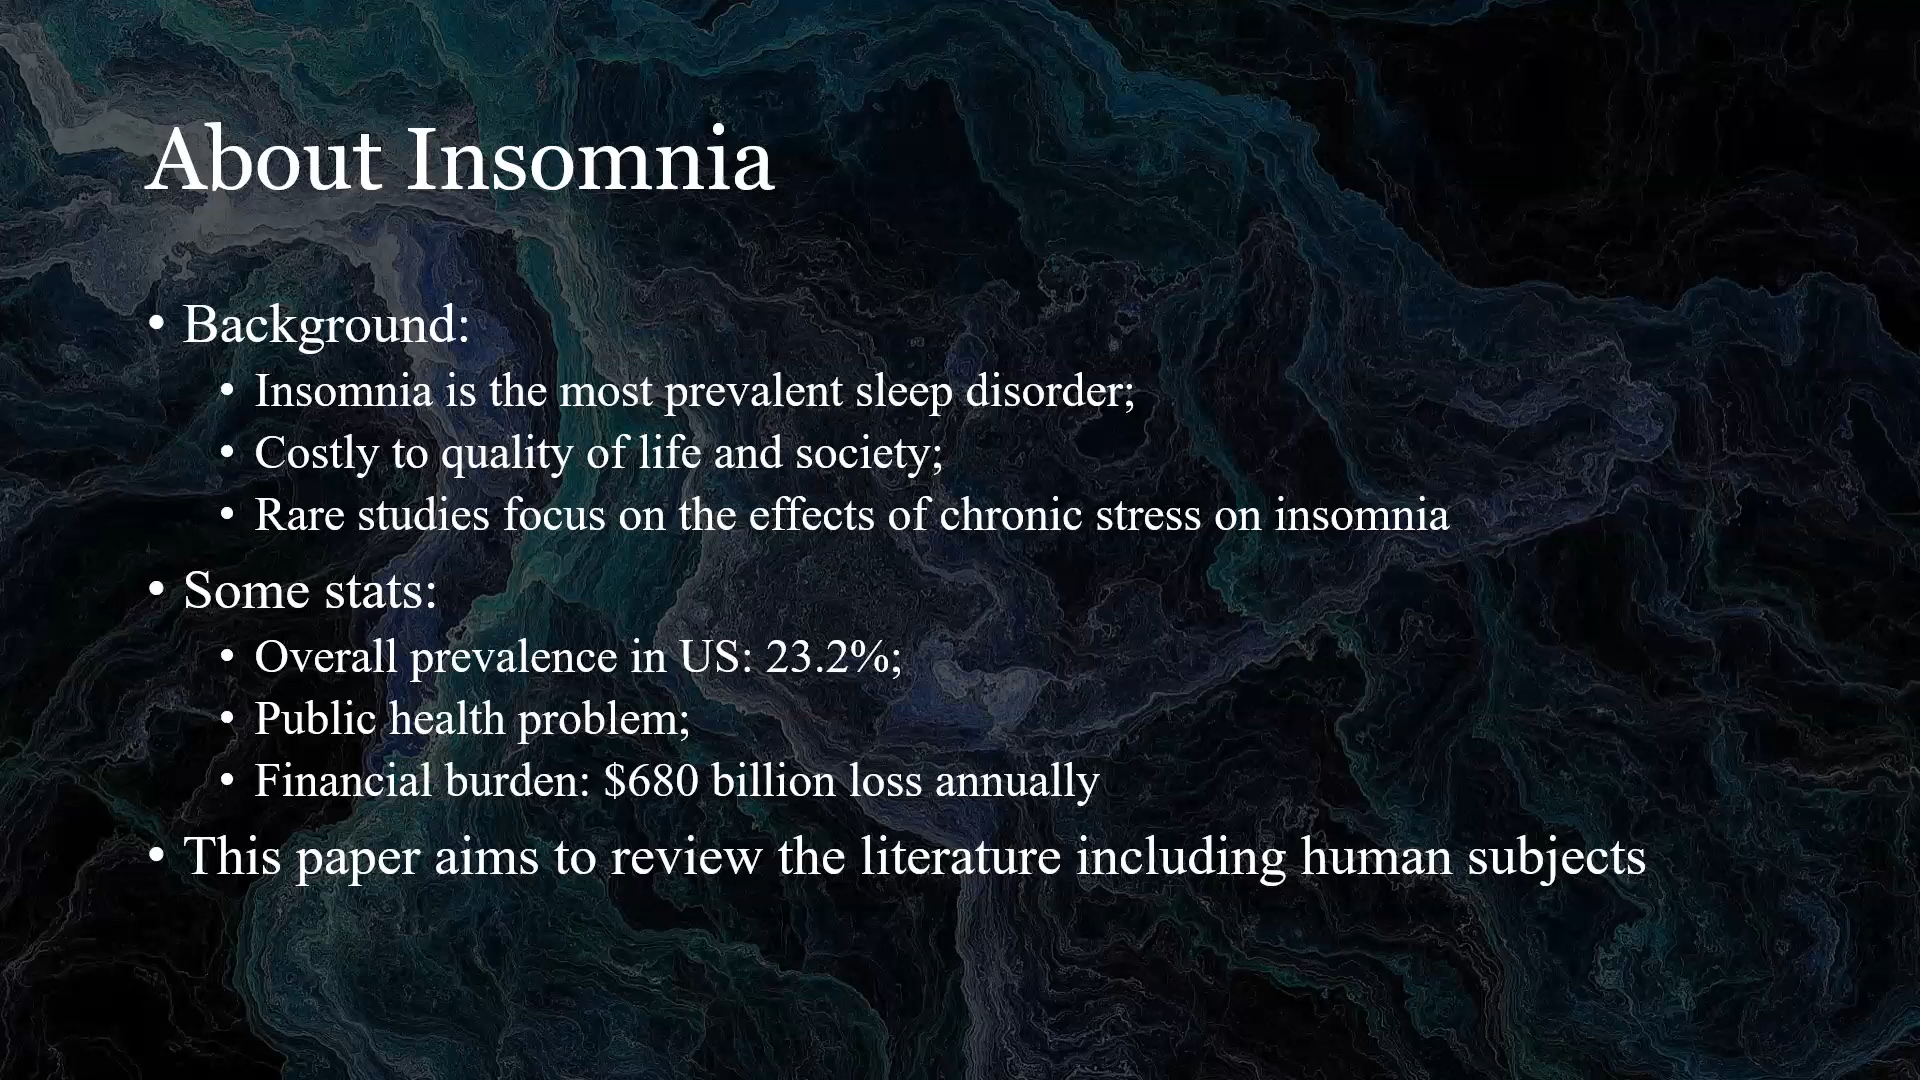 About Insomnia
• Background:
• Insomnia is the most prevalent sleep disorder;
• Costly to quality of life and society;
• Rare studies focus on the effects of chronic stress on insomnia
• Some stats:
• Overall prevalence in US: 23.2%;
• Public health problem;
• Financial burden: $680 billion loss annually
• This paper aims to review the literature including human subjects